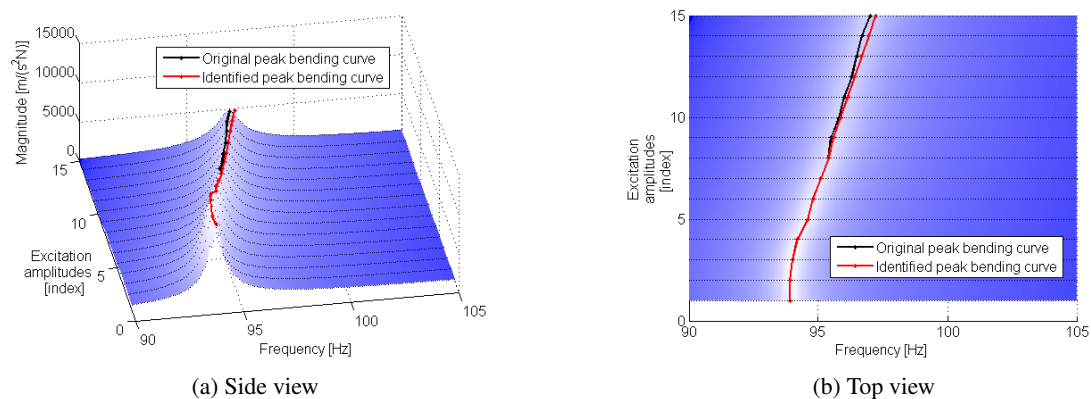 15000
10000
5000
0
Magnitude [m/(s²N)]
Original peak bending curve
Identified peak bending curve
15
10
5
0
Excitation
amplitudes
[index]
90
95
100
105
Frequency [Hz]
(a) Side view
15
10
5
0
Excitation
amplitudes
[index]
Original peak bending curve
Identified peak bending curve
90
95
100
105
Frequency [Hz]
(b) Top view